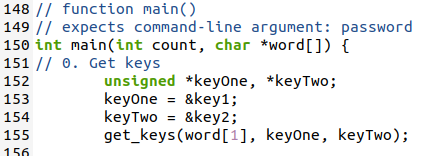 148 // function main()
149 // expects command-line argument: password
150 int main(int count, char *word[]) {
151 // 0. Get keys
152         unsigned *keyOne, *keyTwo;
153         keyOne = &key1;
154         keyTwo = &key2;
155         get_keys(word[1], keyOne, keyTwo);
156